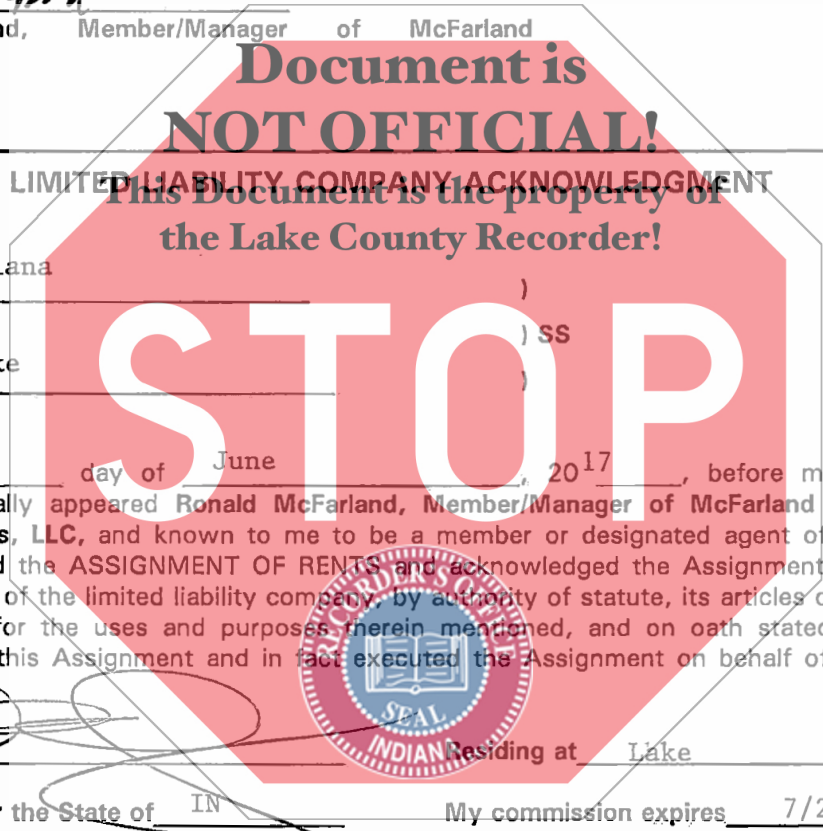 nd, Member/Manager of McFarland
Document is
NOT OFFICIAL!
LIMITED LIABILITY COMPANY ACKNOWLEDGMENT
This Document is the property of
the Lake County Recorder!
ana
)
) SS
)
ke
STOP
day of June , 20 17 , before m
ally appeared Ronald McFarland, Member/Manager of McFarland
s, LLC, and known to me to be a member or designated agent of
d the ASSIGNMENT OF RENTS and acknowledged the Assignment
of the limited liability company, by authority of statute, its articles o
for the uses and purposes therein mentioned, and on oath stated
this Assignment and in fact executed the Assignment on behalf of
RECORDER'S OFFICE
SEAL
INDIANA
Residing at Lake
the State of IN My commission expires 7/2